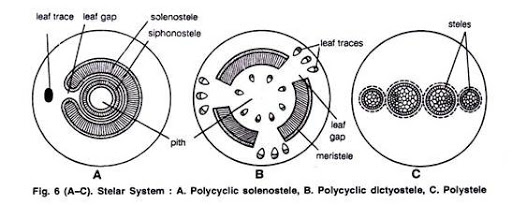 leaf trace
leaf gap
solenostele
siphonostele
leaf traces
steles
pith
leaf
gap
meristele
A
B
C
Fig. 6 (A–C). Stelar System : A. Polycyclic solenostele, B. Polycyclic dictyostele, C. Polystele